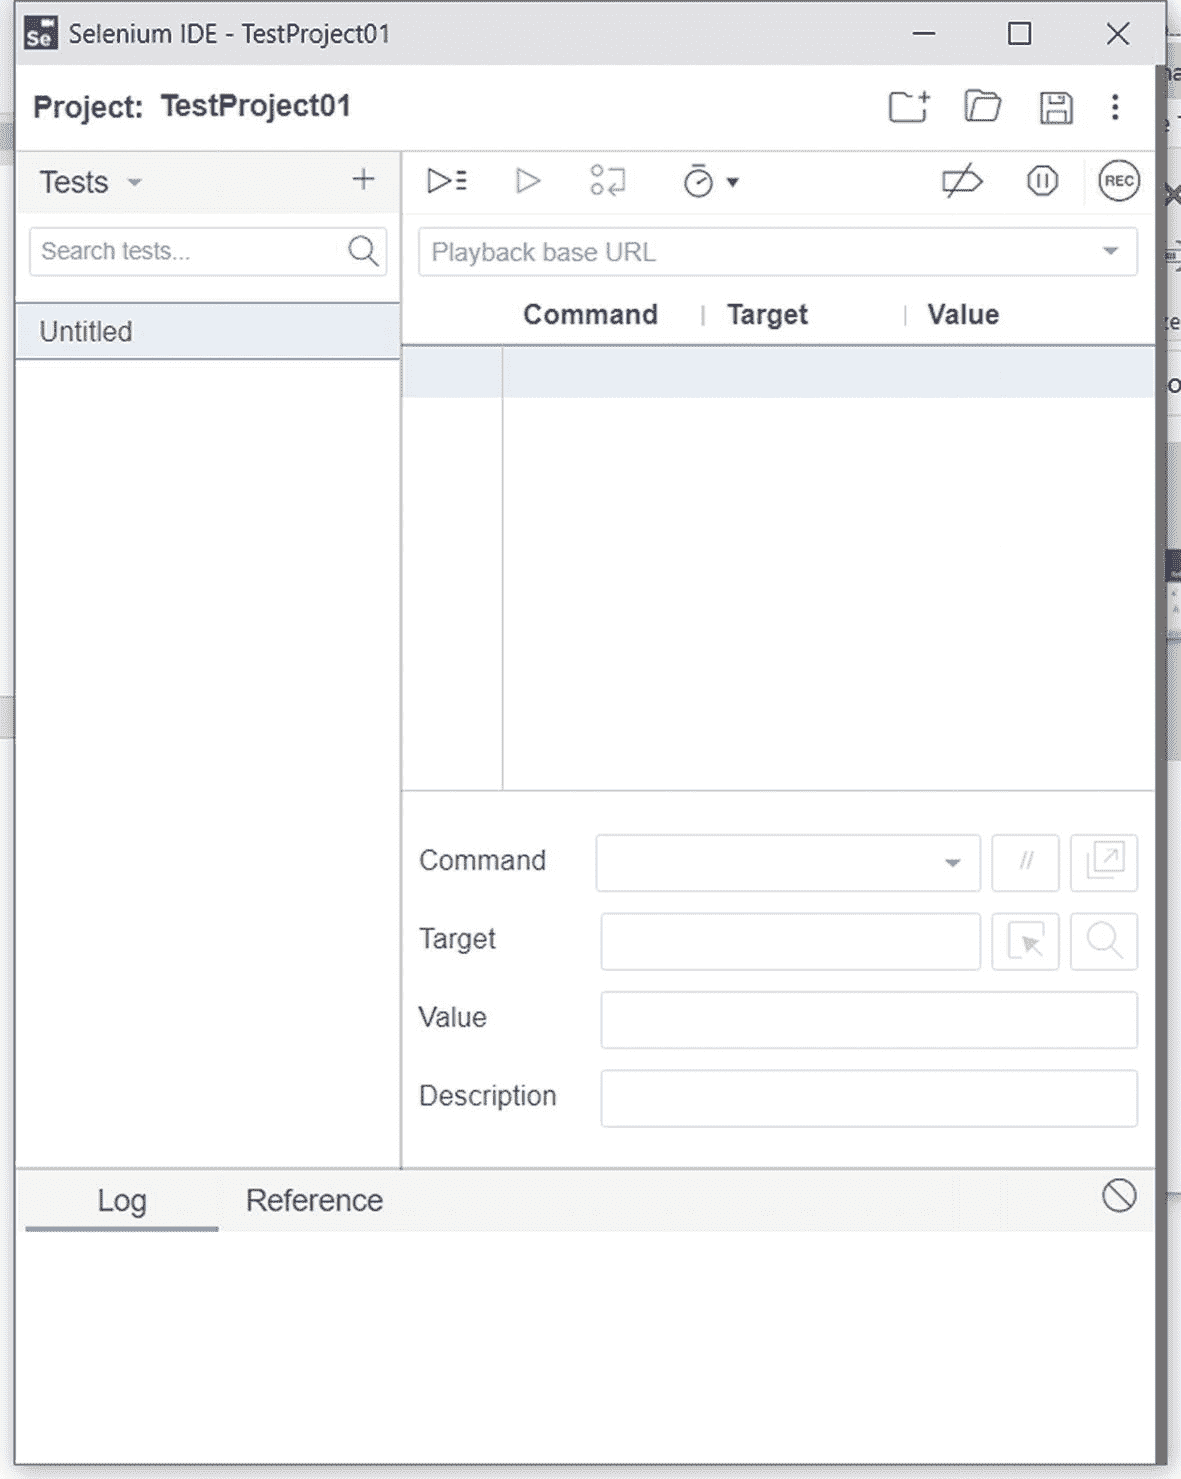 Se Selenium IDE - TestProject01
Project: TestProject01
Tests
REC
Search tests...
Playback base URL
Command Target Value
Untitled
Command //
Target
Value
Description
Log Reference